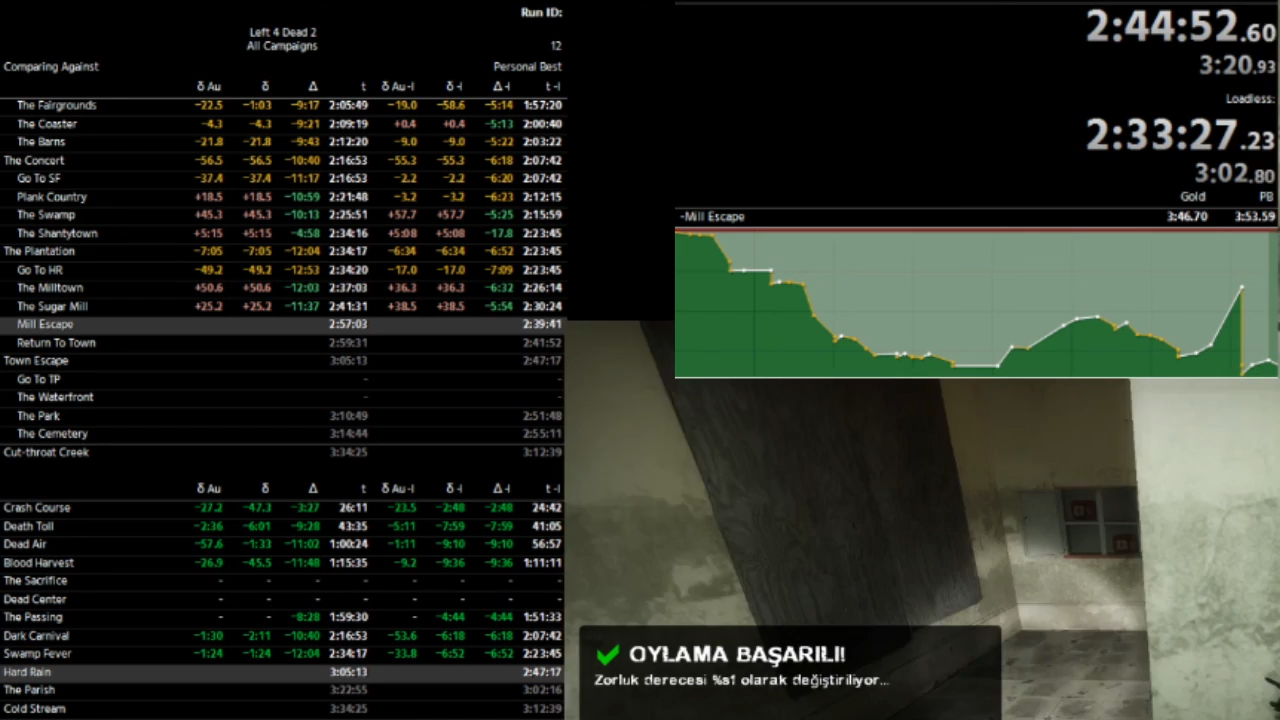 Run ID:
Left 4 Dead 2
All Campaigns 12
Comparing Against Personal Best
δ Au δ Δ t δ Au-I δ -I Δ -I t -I
The Fairgrounds −22.5 −1:03 −9:17 2:05:49 −19.0 −58.6 −5:14 1:57:20
The Coaster −4.3 −4.3 −9:21 2:09:19 +0.4 +0.4 −5:13 2:00:40
The Barns −21.8 −21.8 −9:43 2:12:20 −9.0 −9.0 −5:22 2:03:22
The Concert −56.5 −56.5 −10:40 2:16:53 −55.3 −55.3 −6:18 2:07:42
Go To SF −37.4 −37.4 −11:17 2:16:53 −2.2 −2.2 −6:20 2:07:42
Plank Country +18.5 +18.5 −10:59 2:21:48 −3.2 −3.2 −6:23 2:12:15
The Swamp +45.3 +45.3 −10:13 2:25:51 +57.7 +57.7 −5:25 2:15:59
The Shantytown +5:15 +5:15 −4:58 2:34:16 +5:08 +5:08 −17.8 2:23:45
The Plantation −7:05 −7:05 −12:04 2:34:17 −6:34 −6:34 −6:52 2:23:45
Go To HR −49.2 −49.2 −12:53 2:34:20 −17.0 −17.0 −7:09 2:23:45
The Milltown +50.6 +50.6 −12:03 2:37:03 +36.3 +36.3 −6:32 2:26:14
The Sugar Mill +25.2 +25.2 −11:37 2:41:31 +38.5 +38.5 −5:54 2:30:24
Mill Escape 2:57:03 2:39:41
Return To Town 2:59:31 2:41:52
Town Escape 3:05:13 2:47:17
Go To TP - -
The Waterfront - -
The Park 3:10:49 2:51:48
The Cemetery 3:14:44 2:55:11
Cut-throat Creek 3:34:25 3:12:39
δ Au δ Δ t δ Au-I δ -I Δ -I t -I
Crash Course −27.2 −47.3 −3:27 26:11 −23.5 −2:48 −2:48 24:42
Death Toll −2:36 −6:01 −9:28 43:35 −5:11 −7:59 −7:59 41:05
Dead Air −57.6 −1:33 −11:02 1:00:24 −1:11 −9:10 −9:10 56:57
Blood Harvest −26.9 −45.5 −11:48 1:15:35 −9.2 −9:36 −9:36 1:11:11
The Sacrifice - - - - - - - -
Dead Center - - - - - - - -
The Passing - - −8:28 1:59:30 - −4:44 −4:44 1:51:33
Dark Carnival −1:30 −2:11 −10:40 2:16:53 −53.6 −6:18 −6:18 2:07:42
Swamp Fever −1:24 −1:24 −12:04 2:34:17 −33.8 −6:52 −6:52 2:23:45
Hard Rain 3:05:13 2:47:17
The Parish 3:22:55 3:02:16
Cold Stream 3:34:25 3:12:39
2:44:52.60
3:20.93
Loadless:
2:33:27.23
3:02.80
Gold PB
-Mill Escape 3:46.70 3:53.59
OYLAMA BAŞARILI!
Zorluk derecesi %s1 olarak değiştiriliyor...